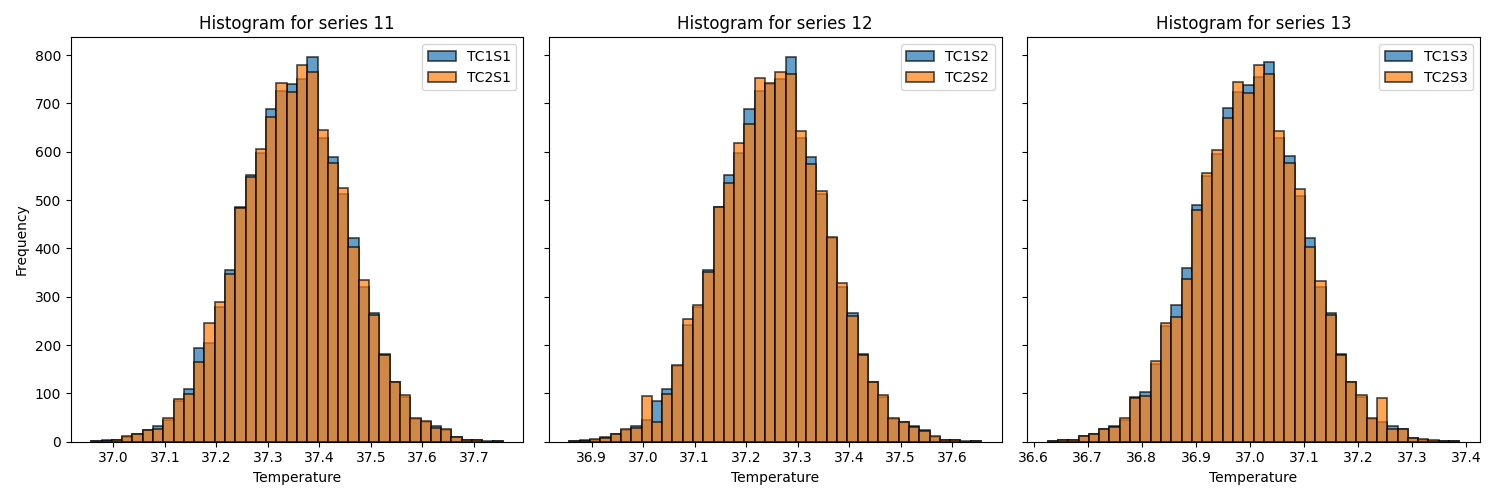 Histogram for series 11
Histogram for series 12
Histogram for series 13
TC1S1
TC2S1
TC1S2
TC2S2
TC1S3
TC2S3
Frequency
800
700
600
500
400
300
200
100
0
37.0 37.1 37.2 37.3 37.4 37.5 37.6 37.7
36.9 37.0 37.1 37.2 37.3 37.4 37.5 37.6
36.6 36.7 36.8 36.9 37.0 37.1 37.2 37.3 37.4
Temperature
Temperature
Temperature